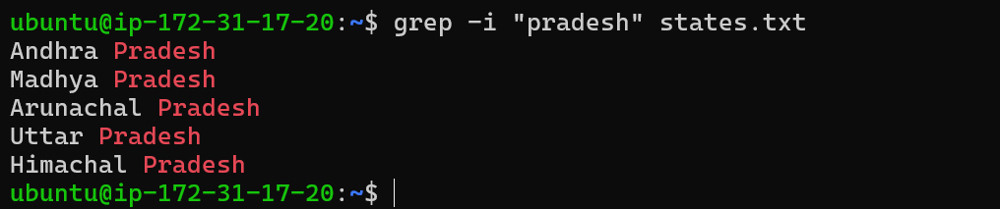 ubuntu@ip-172-31-17-20:~$ grep -i "pradesh" states.txt
Andhra Pradesh
Madhya Pradesh
Arunachal Pradesh
Uttar Pradesh
Himachal Pradesh
ubuntu@ip-172-31-17-20:~$